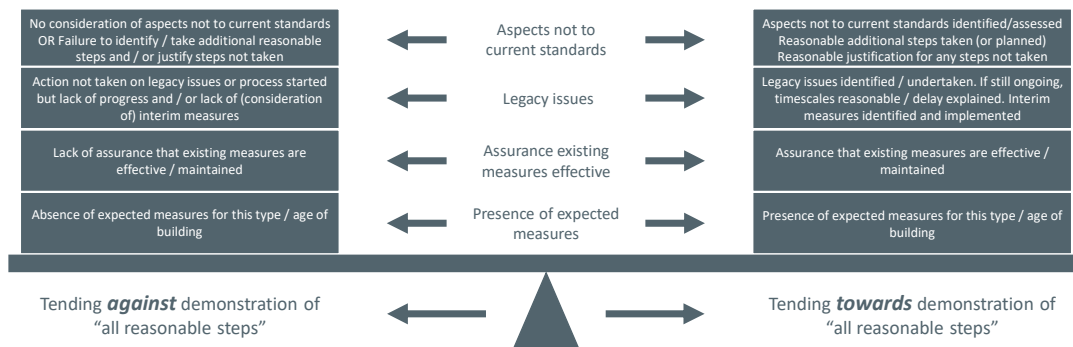 No consideration of aspects not to current standards
OR Failure to identify / take additional reasonable
steps and / or justify steps not taken
Aspects not to
current standards
Aspects not to current standards identified/assessed
Reasonable additional steps taken (or planned)
Reasonable justification for any steps not taken
Action not taken on legacy issues or process started
but lack of progress and / or lack of (consideration
of) interim measures
Legacy issues
Legacy issues identified / undertaken. If still ongoing,
timescales reasonable / delay explained. Interim
measures identified and implemented
Lack of assurance that existing measures are
effective / maintained
Assurance existing
measures effective
Assurance that existing measures are effective /
maintained
Absence of expected measures for this type / age of
building
Presence of expected
measures
Presence of expected measures for this type / age of
building
Tending against demonstration of
“all reasonable steps”
Tending towards demonstration of
“all reasonable steps”